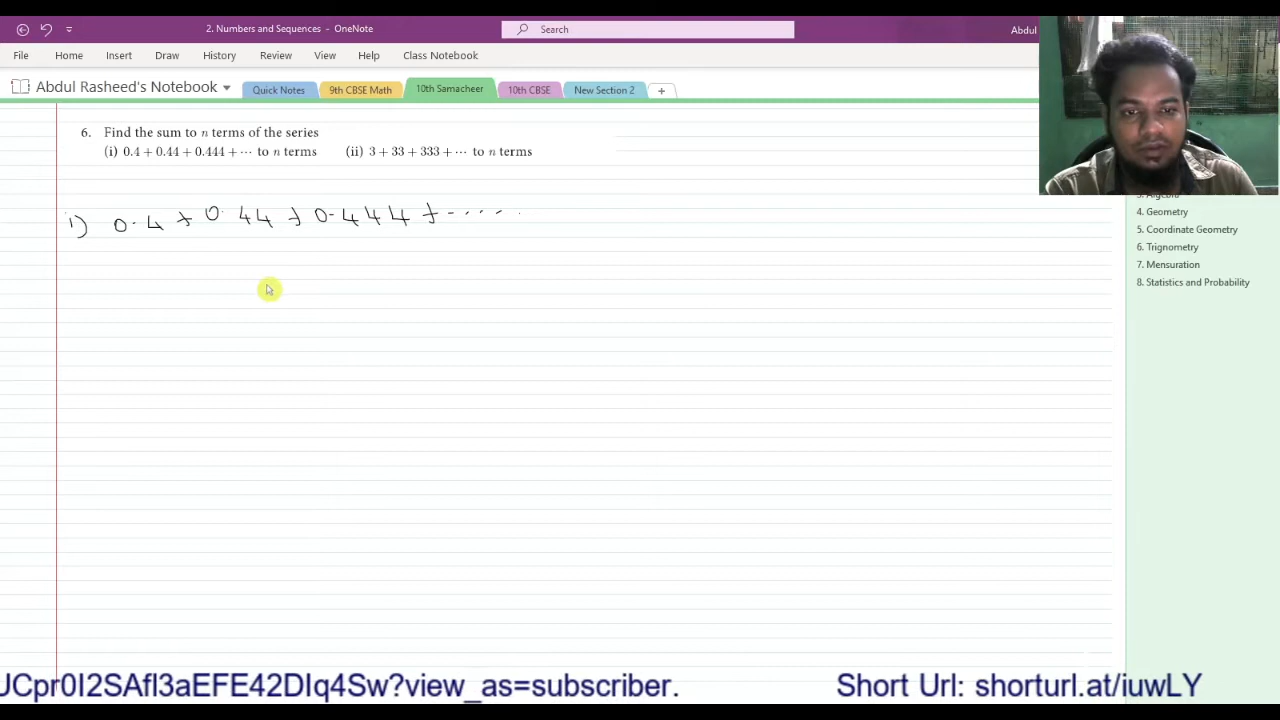 2. Numbers and Sequences - OneNote
Search
Abdul
File Home Insert Draw History Review View Help Class Notebook
Abdul Rasheed's Notebook
Quick Notes 9th CBSE Math 10th Samacheer 10th CBSE New Section 2 +
6. Find the sum to n terms of the series
(i) 0.4 + 0.44 + 0.444 + ⋯ to n terms (ii) 3 + 33 + 333 + ⋯ to n terms
i) 0.4 + 0.44 + 0.444 + - - - - .
3. Algebra
4. Geometry
5. Coordinate Geometry
6. Trignometry
7. Mensuration
8. Statistics and Probability
JCpr0I2SAfI3aEFE42DIq4Sw?view_as=subscriber. Short Url: shorturl.at/iuwLY